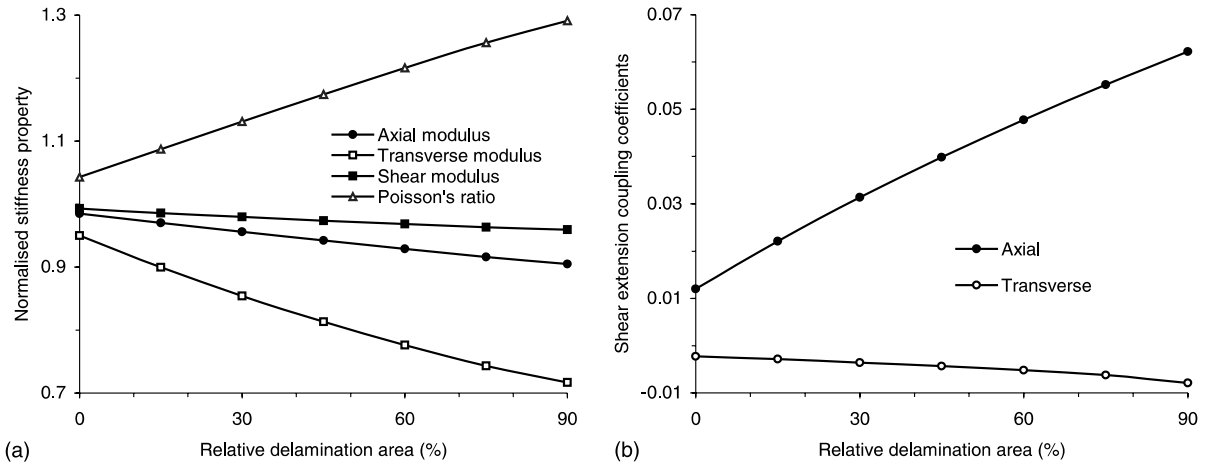 1.3
1.1
0.9
0.7
Normalised stiffness property
Axial modulus
Transverse modulus
Shear modulus
Poisson's ratio
0 30 60 90
Relative delamination area (%)
(a)
0.07
0.05
0.03
0.01
-0.01
Shear extension coupling coefficients
Axial
Transverse
0 30 60 90
Relative delamination area (%)
(b)